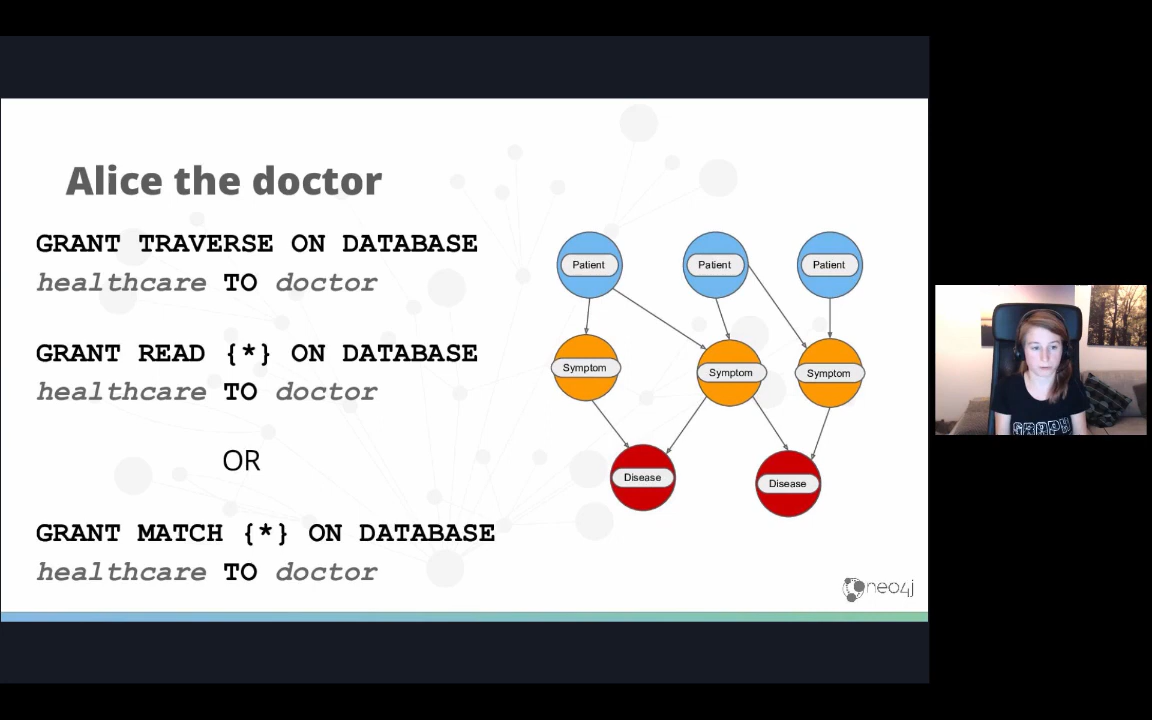 Alice the doctor
GRANT TRAVERSE ON DATABASE
healthcare TO doctor
GRANT READ {*} ON DATABASE
healthcare TO doctor
OR
GRANT MATCH {*} ON DATABASE
healthcare TO doctor
Patient Patient Patient
Symptom Symptom Symptom
Disease Disease
neo4j
GRAPH